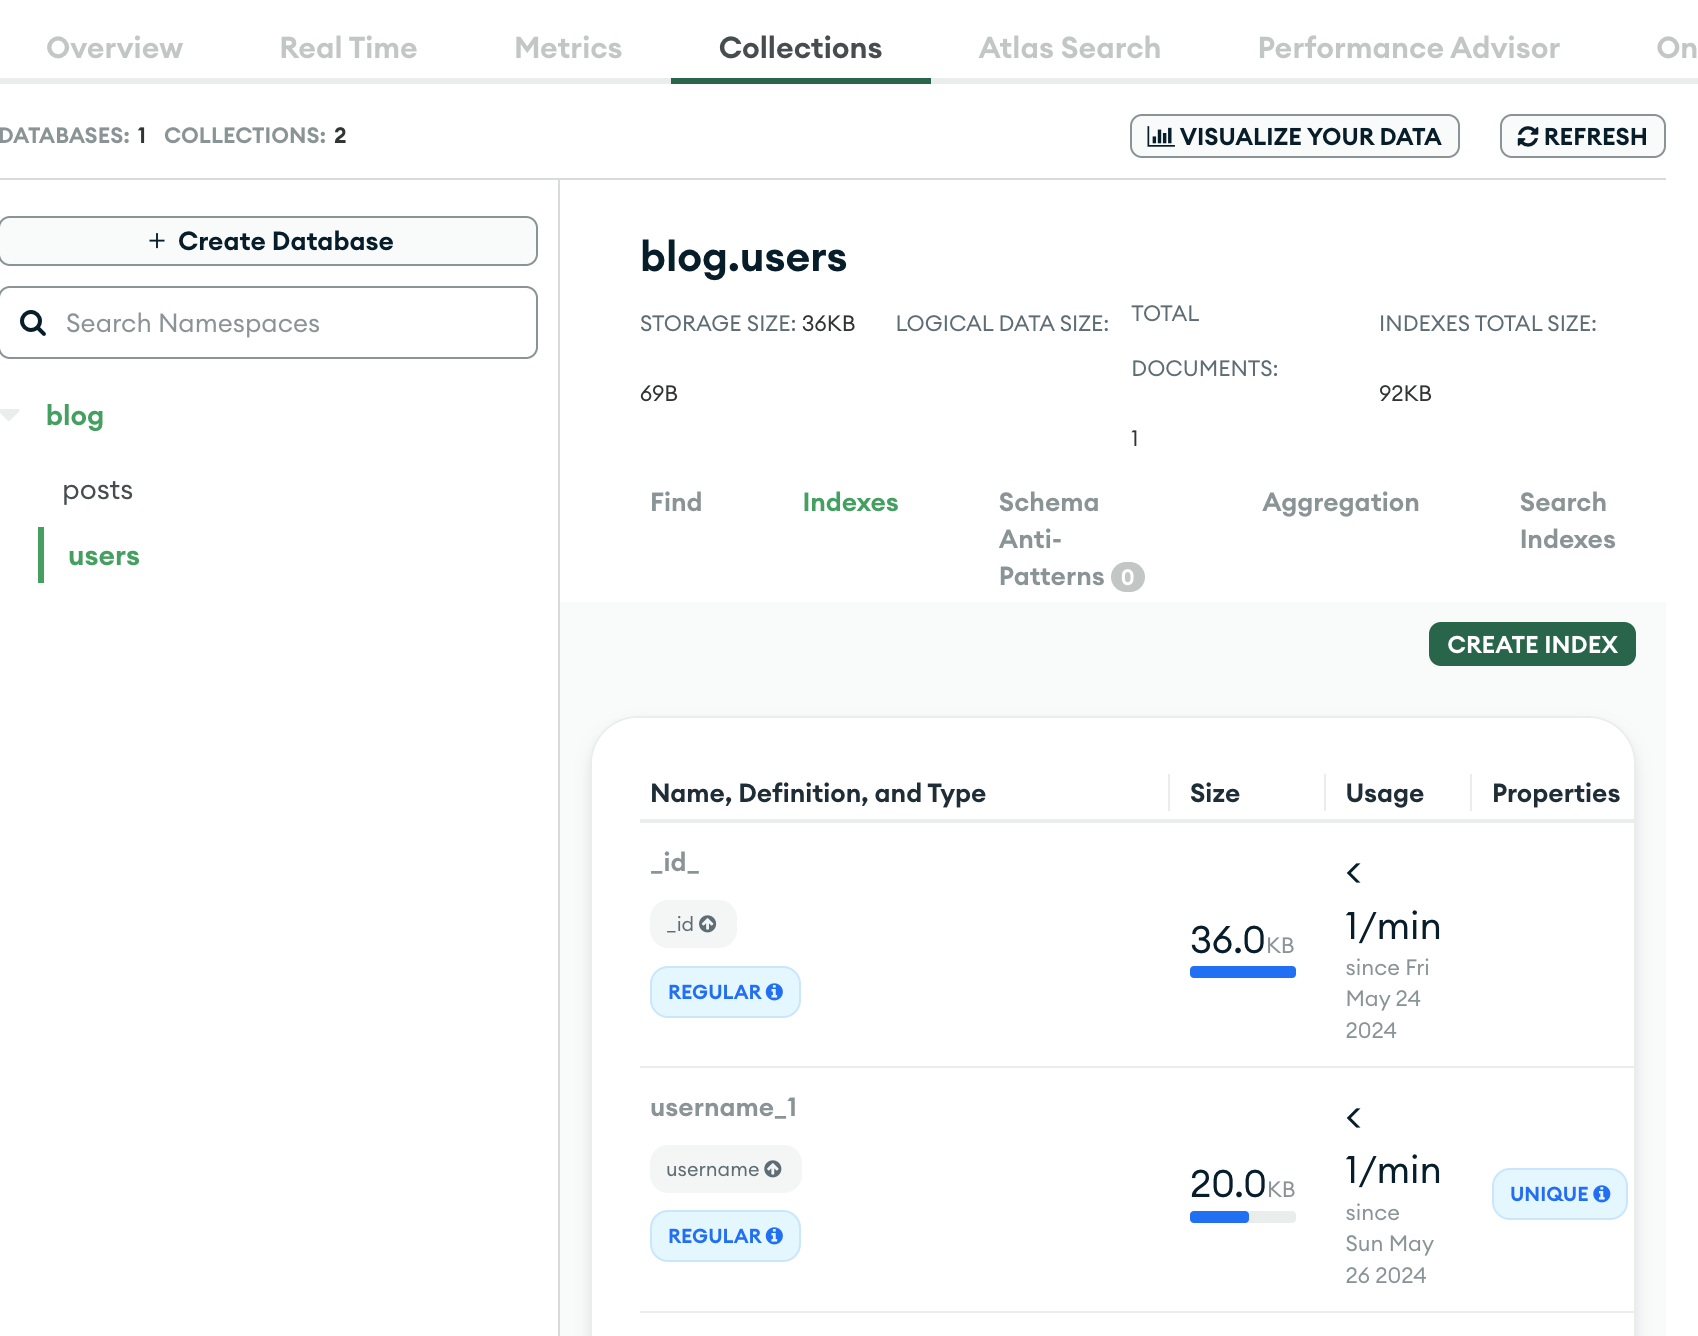 Overview Real Time Metrics Collections Atlas Search Performance Advisor On
DATABASES: 1 COLLECTIONS: 2
VISUALIZE YOUR DATA
REFRESH
+ Create Database
Search Namespaces
blog
posts
users
blog.users
STORAGE SIZE: 36KB LOGICAL DATA SIZE:
69B
TOTAL
DOCUMENTS:
1
INDEXES TOTAL SIZE:
92KB
Find
Indexes
Schema
Anti-
Patterns 0
Aggregation
Search
Indexes
CREATE INDEX
Name, Definition, and Type Size Usage Properties
_id_
_id
REGULAR
36.0KB
<
1/min
since Fri
May 24
2024
username_1
username
REGULAR
20.0KB
<
1/min
since
Sun May
26 2024
UNIQUE